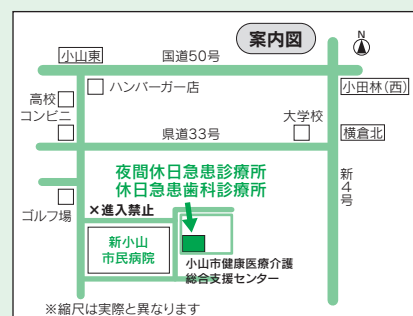 案内図
N
小山東
国道50号
ハンバーガー店
小田林(西)
高校
コンビニ
大学校
県道33号
横倉北
夜間休日急患診療所
休日急患歯科診療所
新4号
ゴルフ場
×進入禁止
新小山
市民病院
小山市健康医療介護
総合支援センター
※縮尺は実際と異なります